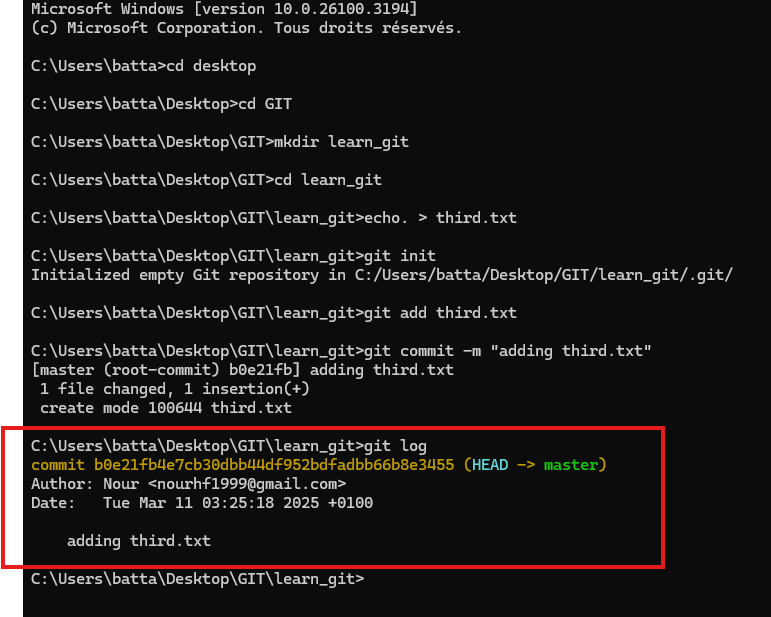 Microsoft Windows [version 10.0.26100.3194]
(c) Microsoft Corporation. Tous droits réservés.
C:\Users\batta>cd desktop
C:\Users\batta\Desktop>cd GIT
C:\Users\batta\Desktop\GIT>mkdir learn_git
C:\Users\batta\Desktop\GIT>cd learn_git
C:\Users\batta\Desktop\GIT\learn_git>echo. > third.txt
C:\Users\batta\Desktop\GIT\learn_git>git init
Initialized empty Git repository in C:/Users/batta/Desktop/GIT/learn_git/.git/
C:\Users\batta\Desktop\GIT\learn_git>git add third.txt
C:\Users\batta\Desktop\GIT\learn_git>git commit -m "adding third.txt"
[master (root-commit) b0e21fb] adding third.txt
 1 file changed, 1 insertion(+)
 create mode 100644 third.txt
C:\Users\batta\Desktop\GIT\learn_git>git log
commit b0e21fb4e7cb30dbb44df952bdfadbb66b8e3455 (HEAD -> master)
Author: Nour <nourhf1999@gmail.com>
Date:   Tue Mar 11 03:25:18 2025 +0100
    adding third.txt
C:\Users\batta\Desktop\GIT\learn_git>